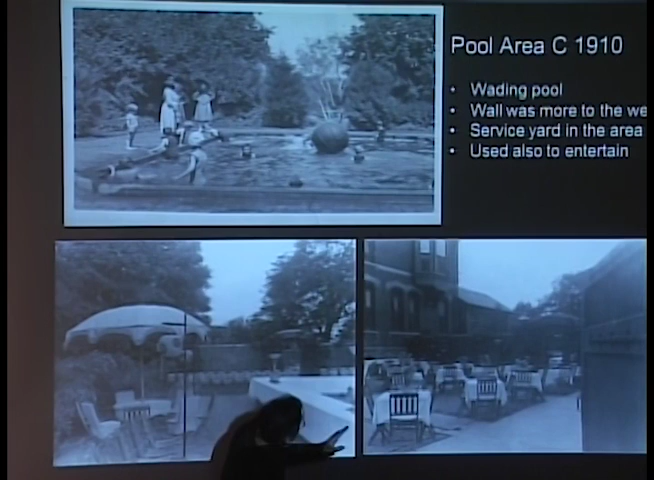 Pool Area C 1910
• Wading pool
• Wall was more to the we
• Service yard in the area
• Used also to entertain